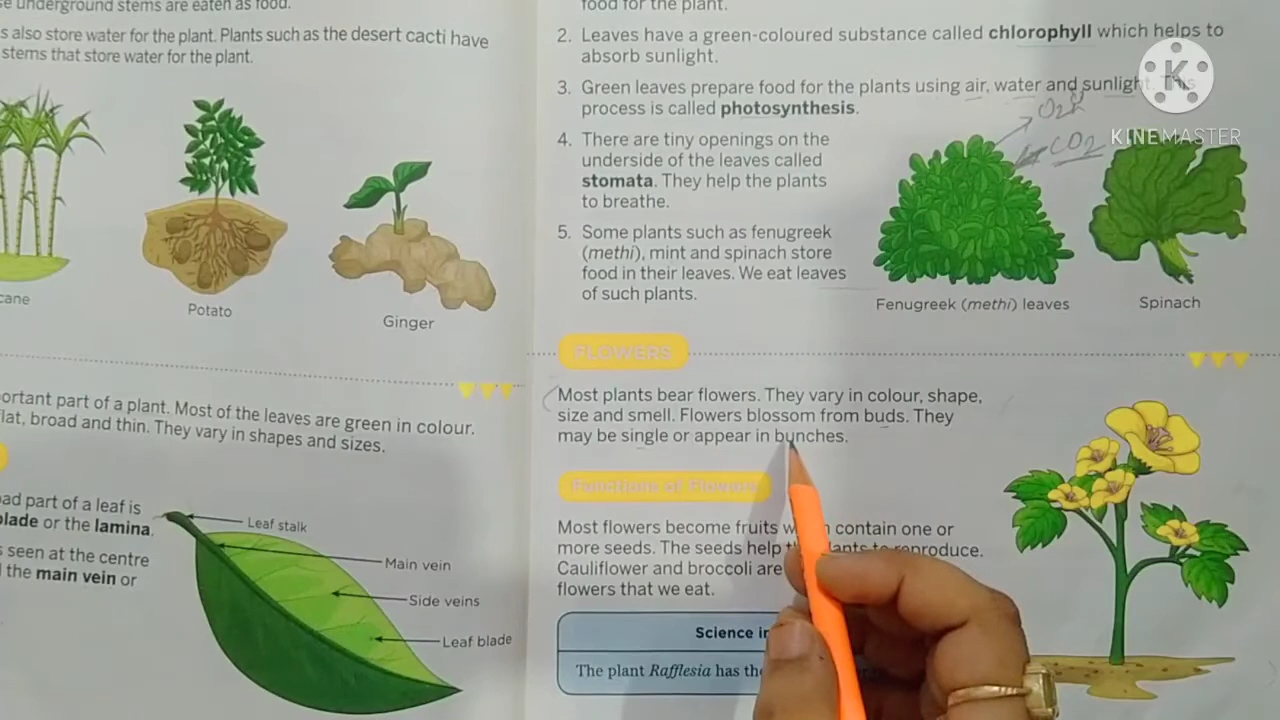 se underground stems are eaten as food.
s also store water for the plant. Plants such as the desert cacti have
stems that store water for the plant.
cane
Potato
Ginger
ortant part of a plant. Most of the leaves are green in colour.
lat, broad and thin. They vary in shapes and sizes.
ad part of a leaf is
blade or the lamina.
s seen at the centre
d the main vein or
Leaf stalk
Main vein
Side veins
Leaf blade
food for the plant.
2. Leaves have a green-coloured substance called chlorophyll which helps to
absorb sunlight.
3. Green leaves prepare food for the plants using air, water and sunlight. This
process is called photosynthesis.
4. There are tiny openings on the
underside of the leaves called
stomata. They help the plants
to breathe.
5. Some plants such as fenugreek
(methi), mint and spinach store
food in their leaves. We eat leaves
of such plants.
O2
CO2
Fenugreek (methi) leaves
Spinach
FLOWERS
Most plants bear flowers. They vary in colour, shape,
size and smell. Flowers blossom from buds. They
may be single or appear in bunches.
Functions of Flowers
Most flowers become fruits w n contain one or
more seeds. The seeds help th lants to reproduce.
Cauliflower and broccoli are
flowers that we eat.
Science in
The plant Rafflesia has the
K
KINEMASTER